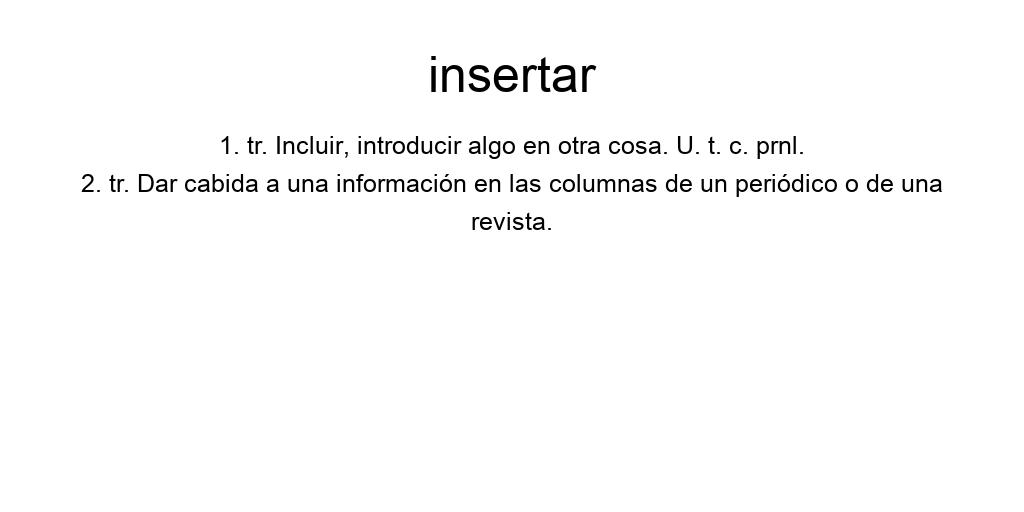 insertar
1. tr. Incluir, introducir algo en otra cosa. U. t. c. prnl.
2. tr. Dar cabida a una información en las columnas de un periódico o de una
revista.